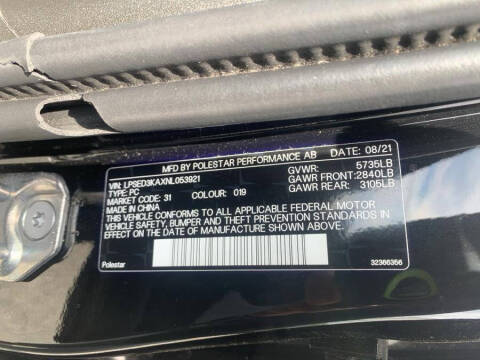 MFD BY POLESTAR PERFORMANCE AB DATE: 08/21
VIN: LPSED3KAXNL053921 GVWR: 5735LB
TYPE: PC GAWR FRONT:2840LB
MARKET CODE: 31 COLOUR: 019 GAWR REAR: 3105LB
MADE IN CHINA
THIS VEHICLE CONFORMS TO ALL APPLICABLE FEDERAL MOTOR
VEHICLE SAFETY, BUMPER AND THEFT PREVENTION STANDARDS IN
EFFECT ON THE DATE OF MANUFACTURE SHOWN ABOVE.
Polestar 32366356